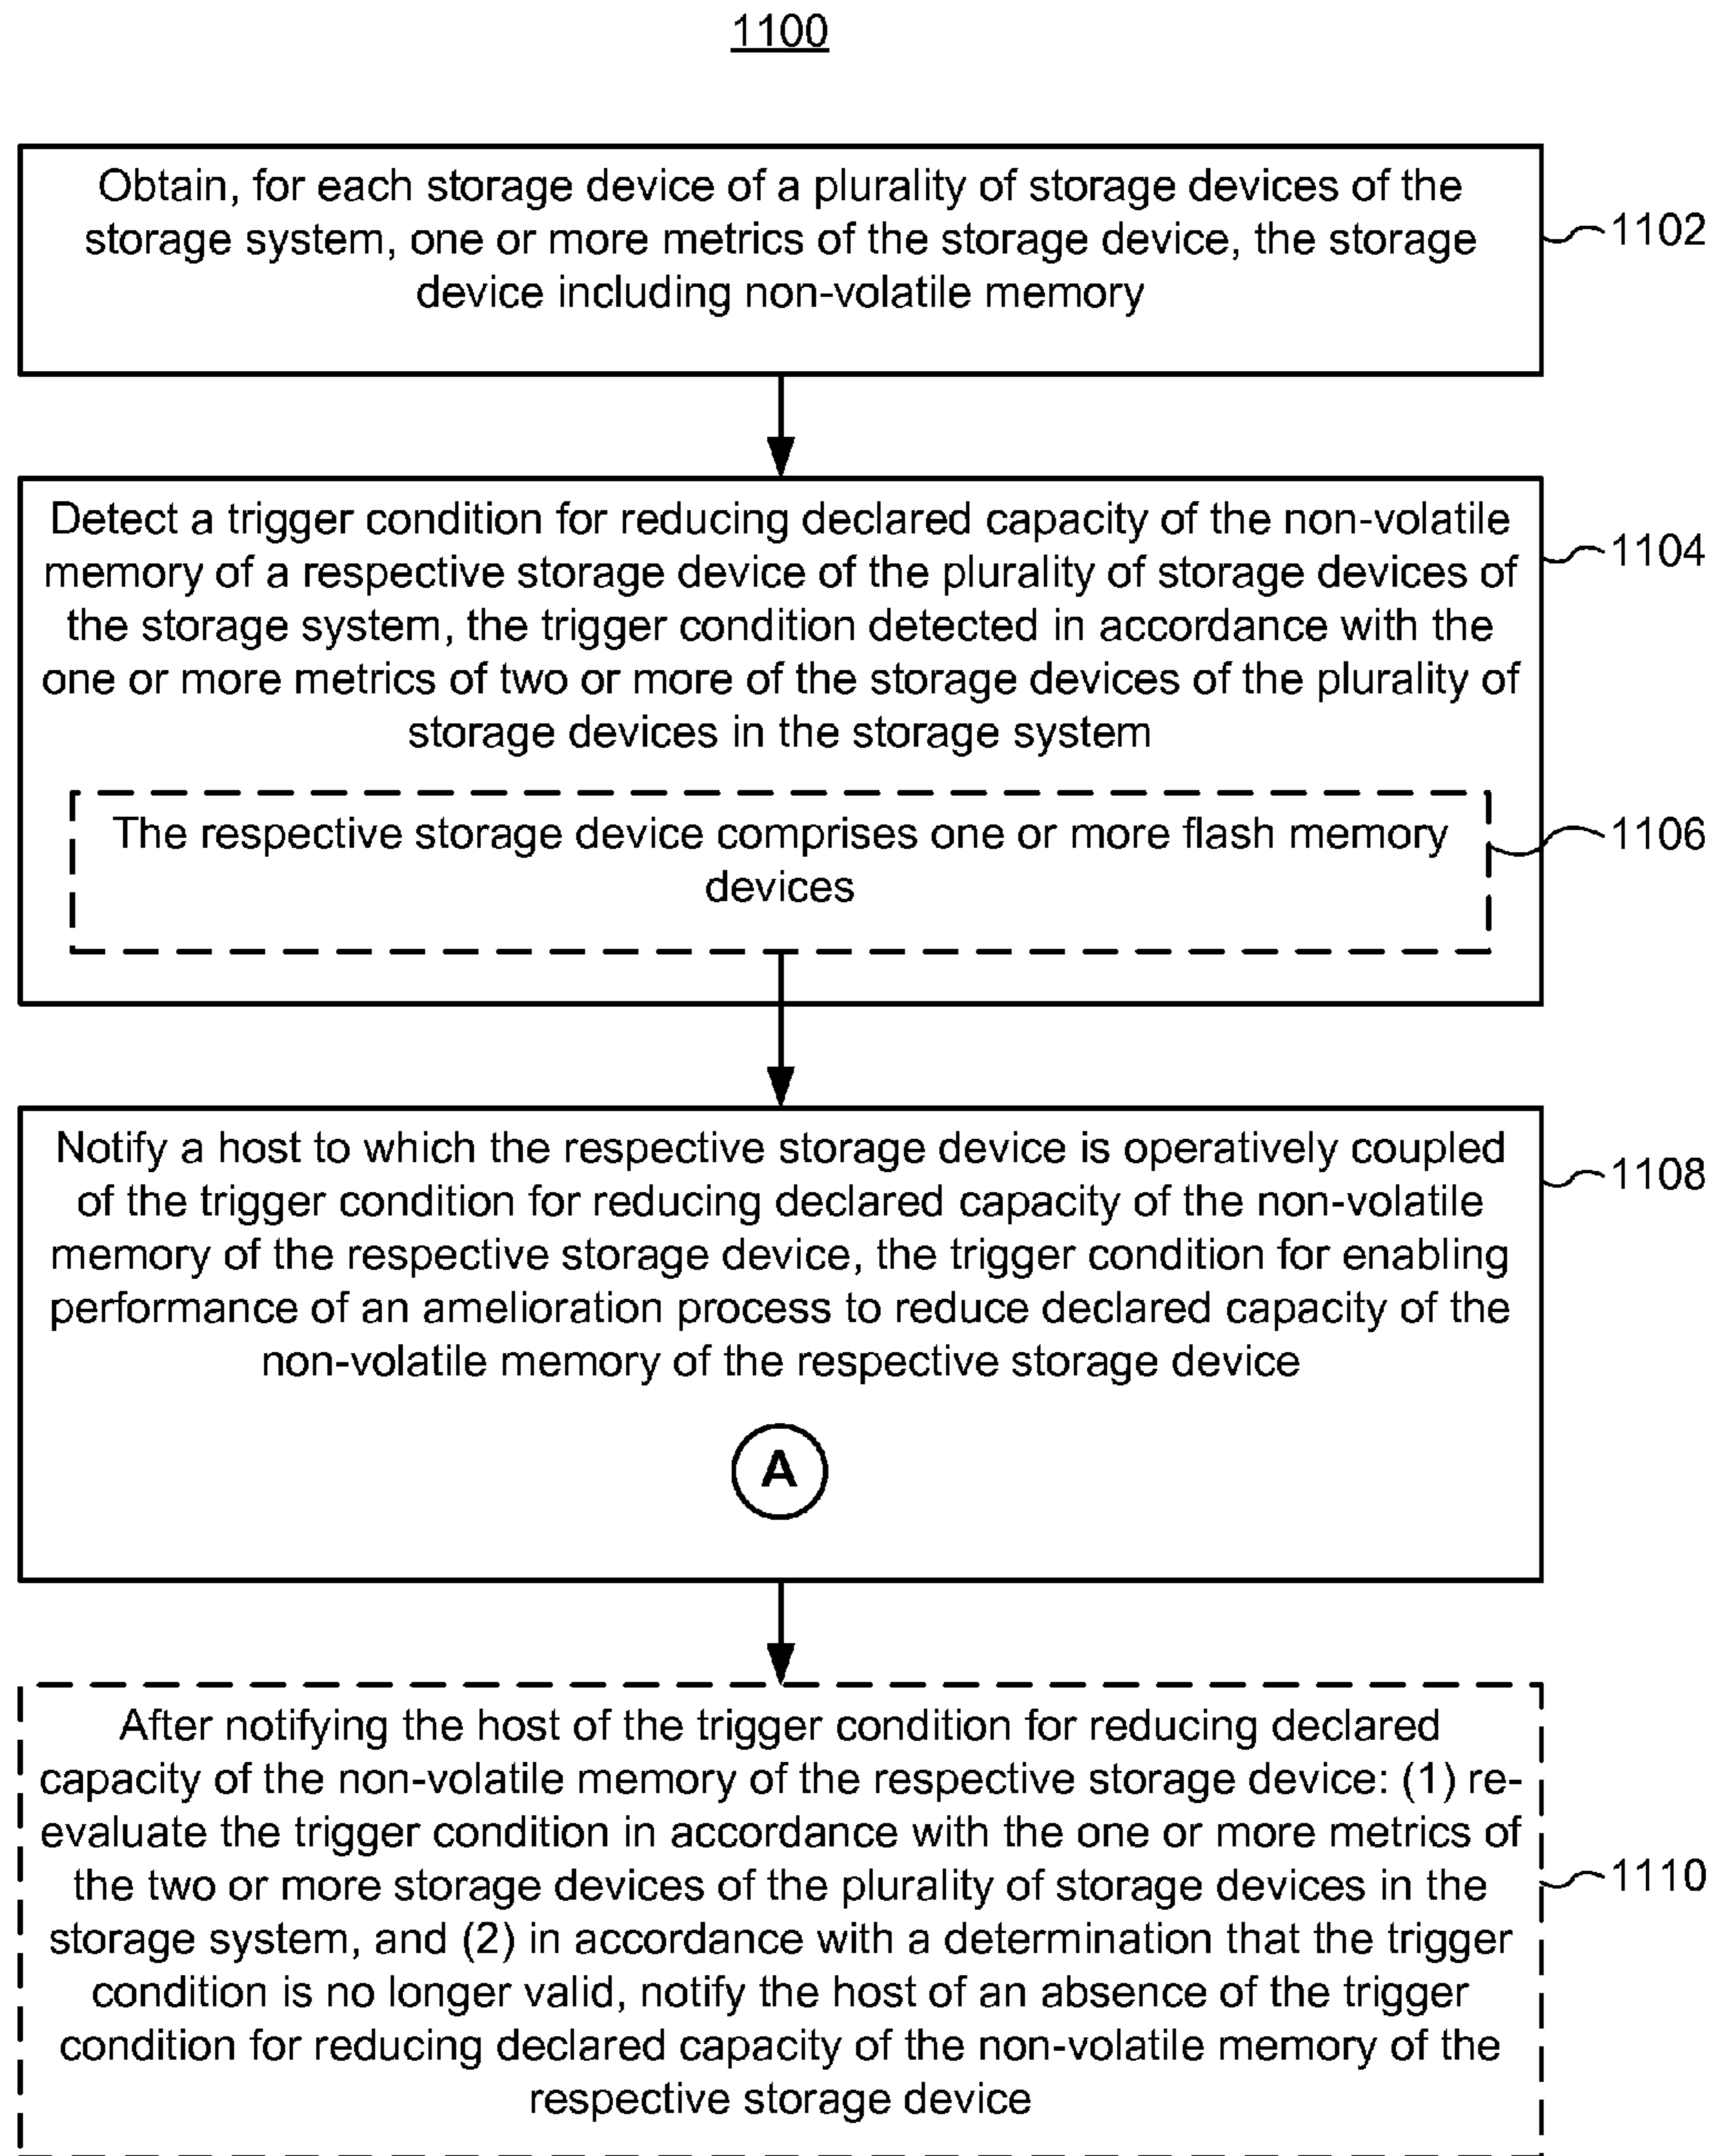 1100
Obtain, for each storage device of a plurality of storage devices of the
storage system, one or more metrics of the storage device, the storage
device including non-volatile memory
1102
Detect a trigger condition for reducing declared capacity of the non-volatile
memory of a respective storage device of the plurality of storage devices of
the storage system, the trigger condition detected in accordance with the
one or more metrics of two or more of the storage devices of the plurality of
storage devices in the storage system
1104
The respective storage device comprises one or more flash memory
devices
1106
Notify a host to which the respective storage device is operatively coupled
of the trigger condition for reducing declared capacity of the non-volatile
memory of the respective storage device, the trigger condition for enabling
performance of an amelioration process to reduce declared capacity of the
non-volatile memory of the respective storage device
1108
A
After notifying the host of the trigger condition for reducing declared
capacity of the non-volatile memory of the respective storage device: (1) re-
evaluate the trigger condition in accordance with the one or more metrics of
the two or more storage devices of the plurality of storage devices in the
storage system, and (2) in accordance with a determination that the trigger
condition is no longer valid, notify the host of an absence of the trigger
condition for reducing declared capacity of the non-volatile memory of the
respective storage device
1110